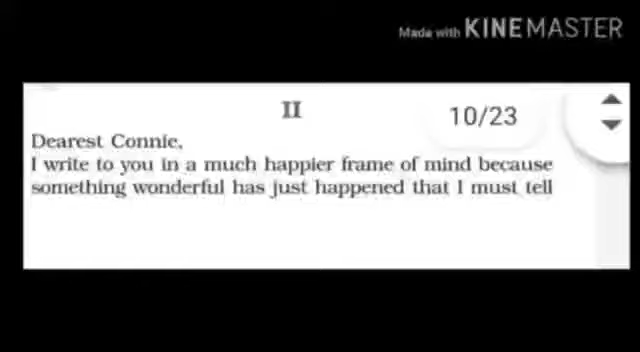 Made with KINEMASTER
II
10/23
Dearest Connie,
I write to you in a much happier frame of mind because
something wonderful has just happened that I must tell